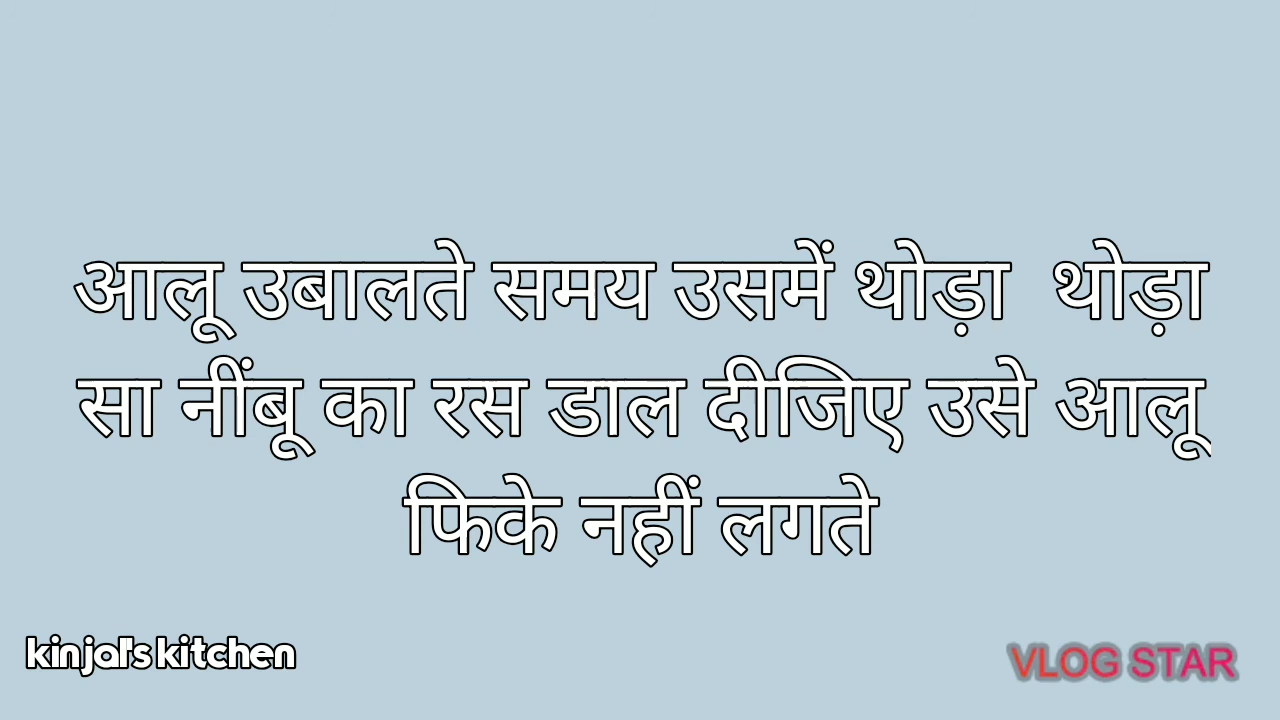 आलू उबालते समय उसमें थोड़ा थोड़ा
सा नींबू का रस डाल दीजिए उसे आलू
फिके नहीं लगते
kinjal's kitchen
VLOG STAR